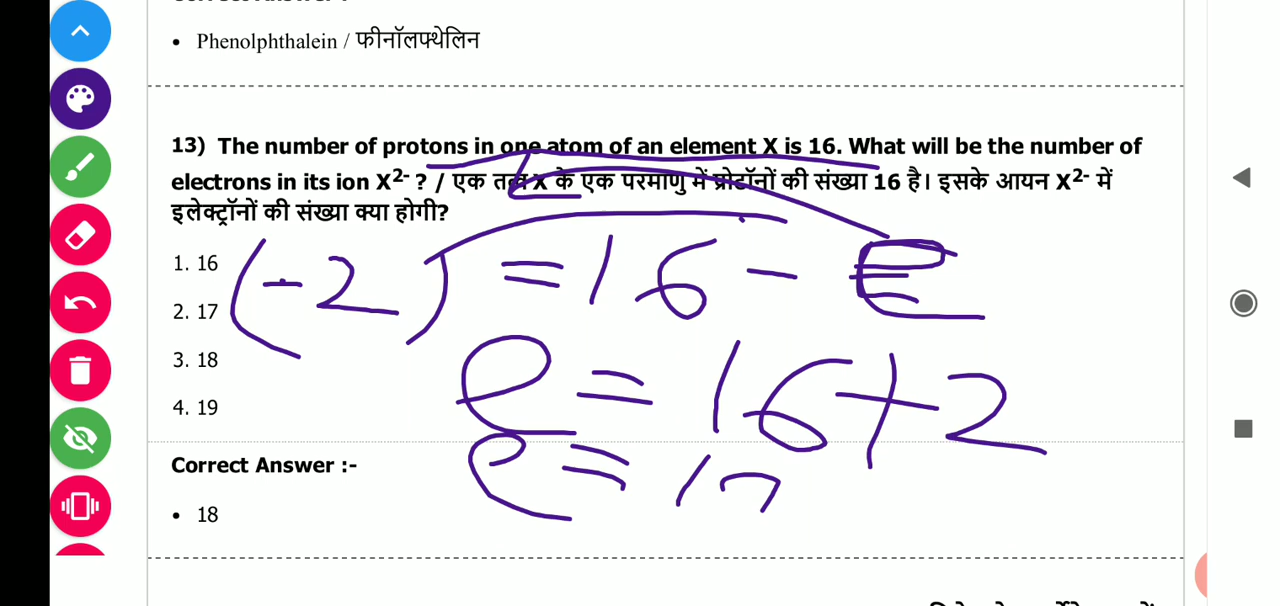 • Phenolphthalein / फीनॉलफ्थेलिन
13) The number of protons in one atom of an element X is 16. What will be the number of
electrons in its ion X²⁻ ? / एक तत्व X के एक परमाणु में प्रोटॉनों की संख्या 16 है। इसके आयन X²⁻ में
इलेक्ट्रॉनों की संख्या क्या होगी?
1. 16
2. 17
3. 18
4. 19
(-2) = 16 - e
e = 16 + 2
e = 1
Correct Answer :-
• 18